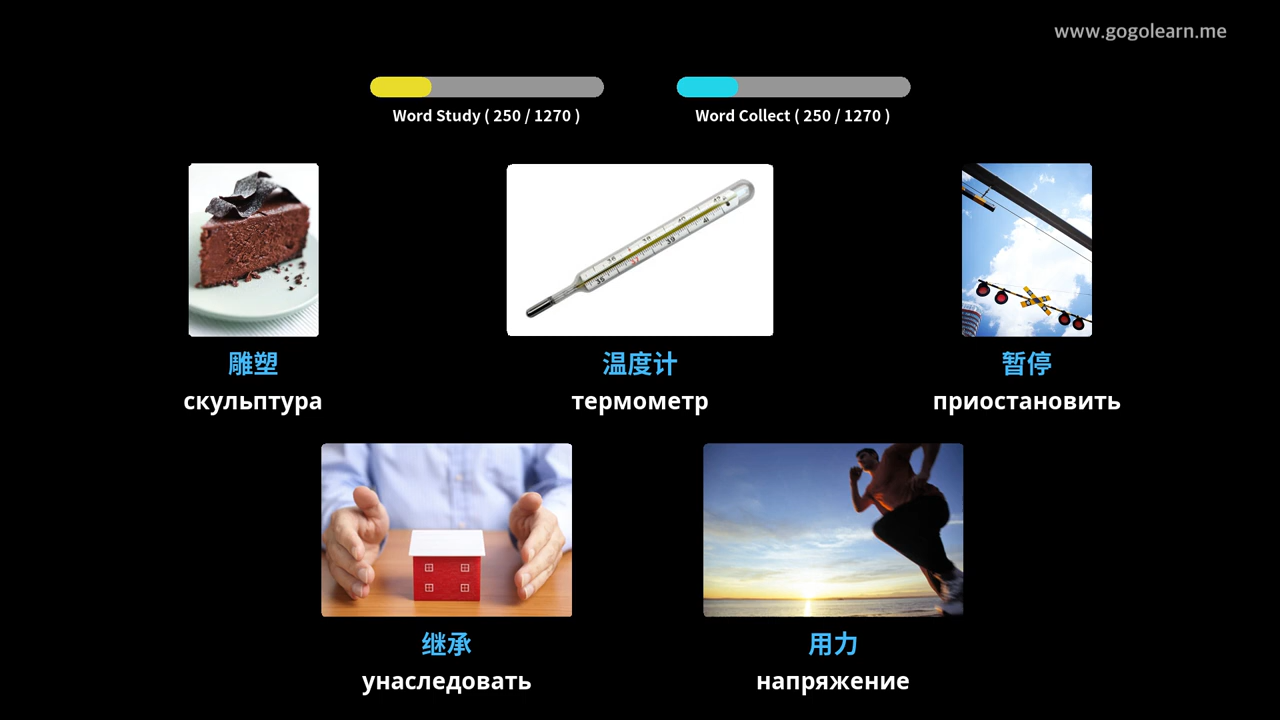 www.gogolearn.me
Word Study ( 250 / 1270 )
Word Collect ( 250 / 1270 )
雕塑
скульптура
温度计
термометр
暂停
приостановить
继承
унаследовать
用力
напряжение